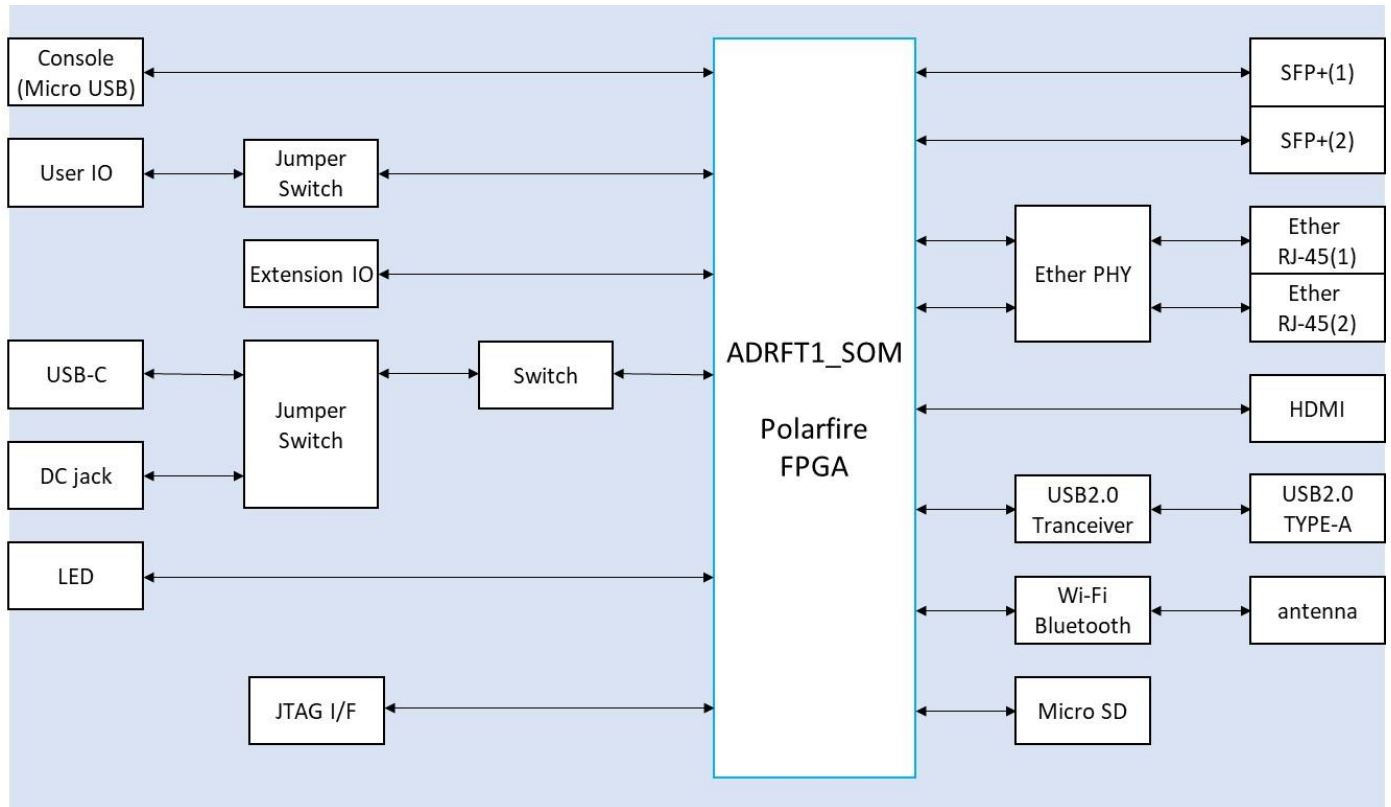 Console
(Micro USB)
User IO
Jumper
Switch
Extension IO
USB-C
DC jack
Jumper
Switch
Switch
LED
JTAG I/F
ADRFT1_SOM
Polarfire
FPGA
SFP+(1)
SFP+(2)
Ether PHY
Ether
RJ-45(1)
Ether
RJ-45(2)
HDMI
USB2.0
Tranceiver
USB2.0
TYPE-A
Wi-Fi
Bluetooth
antenna
Micro SD